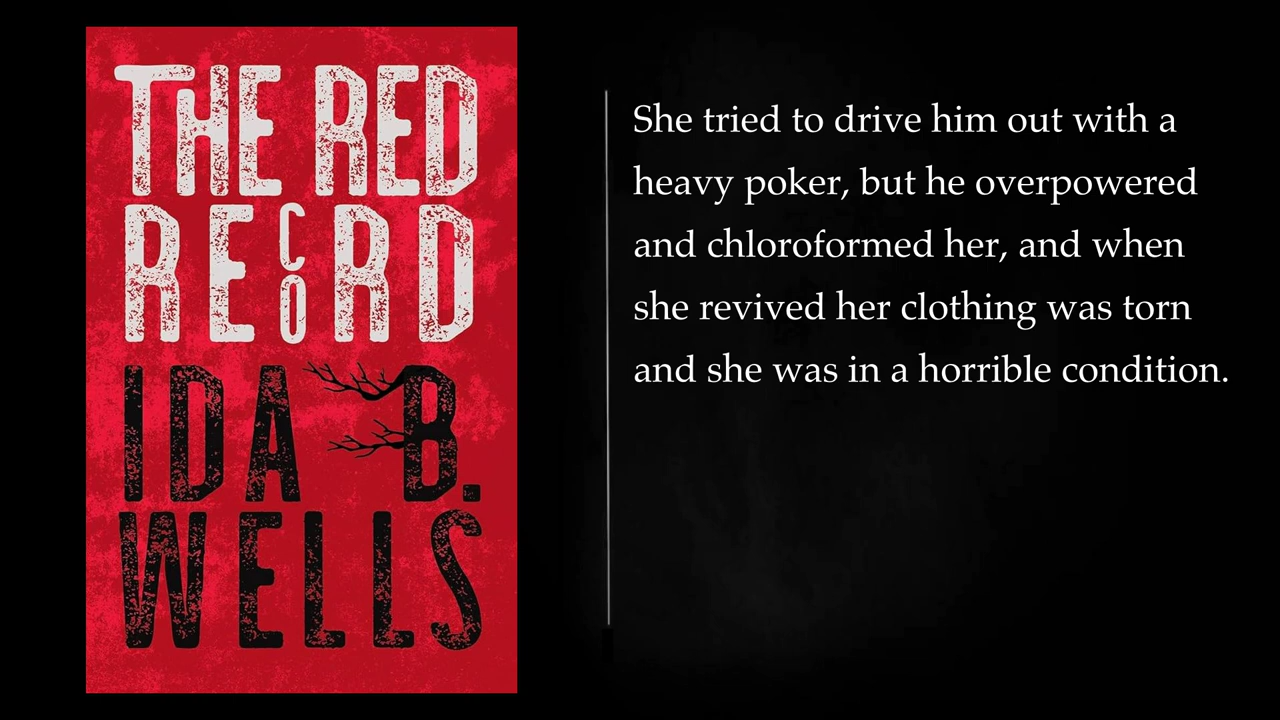 THE RED
RECORD
IDA B.
WELLS
She tried to drive him out with a
heavy poker, but he overpowered
and chloroformed her, and when
she revived her clothing was torn
and she was in a horrible condition.